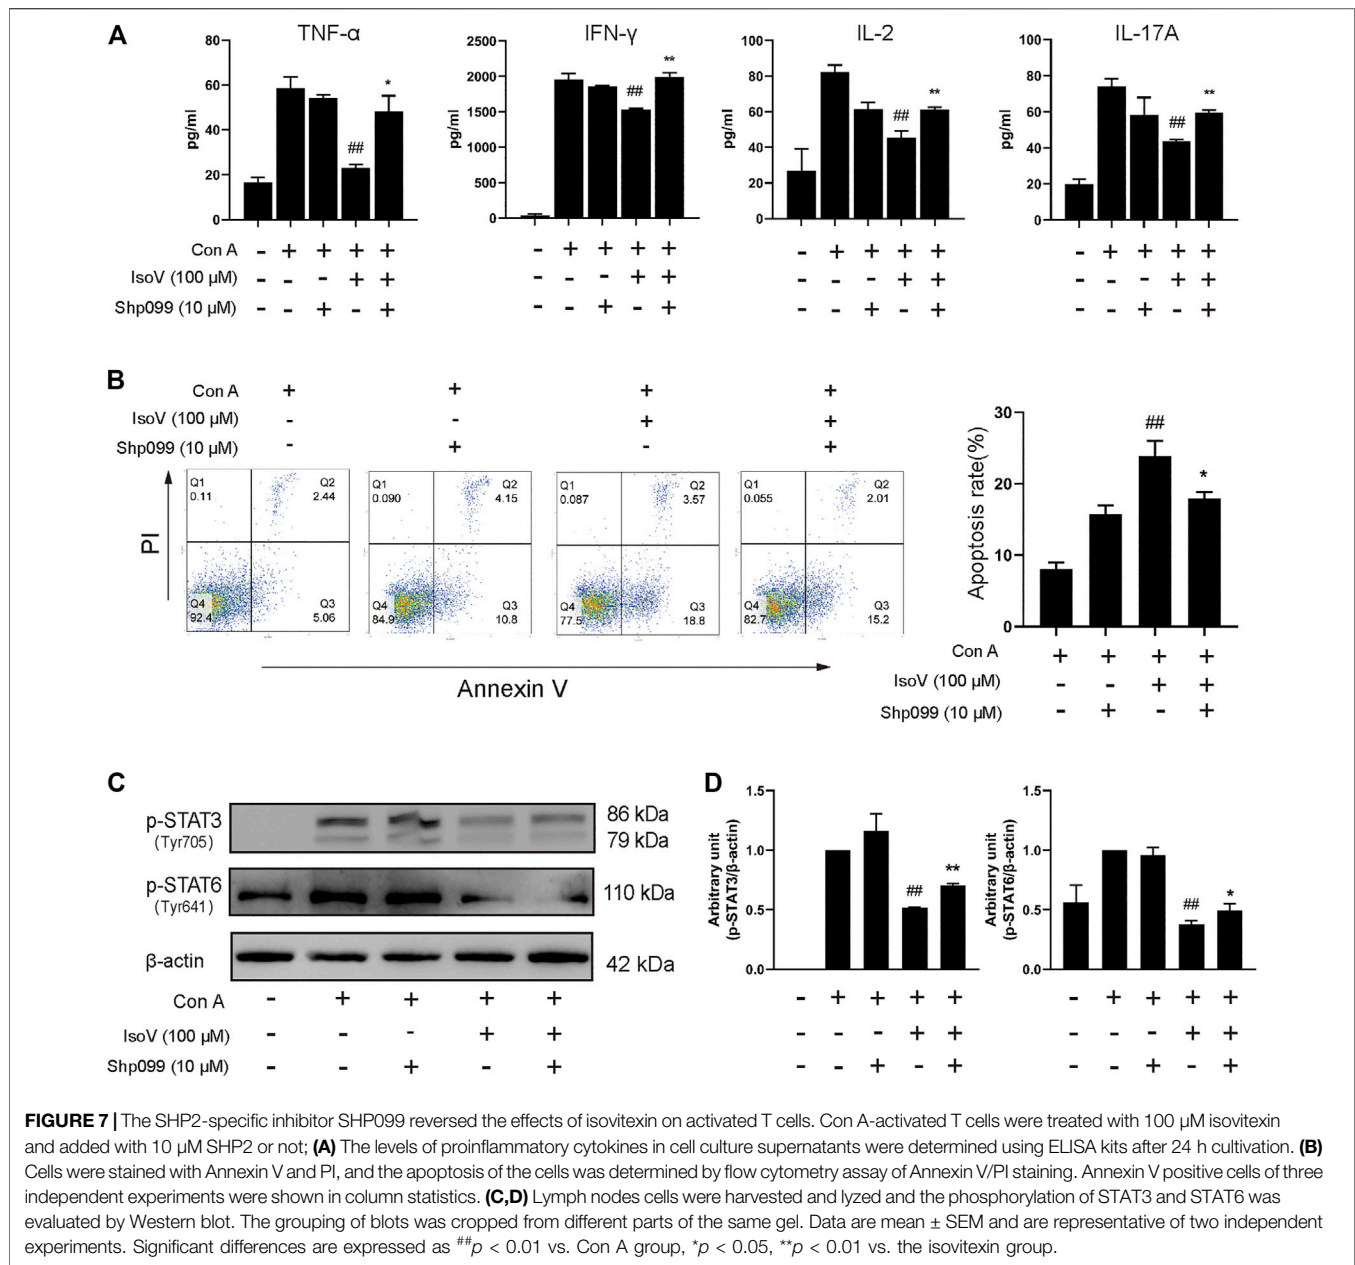 A
TNF-α
IFN-γ
IL-2
IL-17A
pg/ml
80
60
40
20
0
##
*
pg/ml
2500
2000
1500
1000
500
0
##
**
pg/ml
100
80
60
40
20
0
##
**
pg/ml
100
80
60
40
20
0
##
**
Con A - + + + + - + + + + - + + + + - + + + +
IsoV (100 μM) - - - + + - - - + + - - - + + - - - + +
Shp099 (10 μM) - - + - + - - + - + - - + - + - - + - +
B
Con A + + + +
IsoV (100 μM) - - + +
Shp099 (10 μM) - + - +
PI
Q1
0.11
Q2
2.44
Q4
92.4
Q3
5.06
Q1
0.090
Q2
4.15
Q4
84.9
Q3
10.8
Q1
0.087
Q2
3.57
Q4
77.5
Q3
18.8
Q1
0.055
Q2
2.01
Q4
82.7
Q3
15.2
Annexin V
Apoptosis rate(%)
30
20
10
0
##
*
Con A + + + +
IsoV (100 μM) - - + +
Shp099 (10 μM) - + - +
C
p-STAT3
(Tyr705)
86 kDa
79 kDa
p-STAT6
(Tyr641)
110 kDa
β-actin
42 kDa
Con A - + + + +
IsoV (100 μM) - - - + +
Shp099 (10 μM) - - + - +
D
Arbitrary unit
(p-STAT3/β-actin)
1.5
1.0
0.5
0.0
##
**
- + + + +
- - - + +
- - + - +
Arbitrary unit
(p-STAT6/β-actin)
1.5
1.0
0.5
0.0
##
*
- + + + +
- - - + +
- - + - +
FIGURE 7 | The SHP2-specific inhibitor SHP099 reversed the effects of isovitexin on activated T cells. Con A-activated T cells were treated with 100 μM isovitexin
and added with 10 μM SHP2 or not; (A) The levels of proinflammatory cytokines in cell culture supernatants were determined using ELISA kits after 24 h cultivation. (B)
Cells were stained with Annexin V and PI, and the apoptosis of the cells was determined by flow cytometry assay of Annexin V/PI staining. Annexin V positive cells of three
independent experiments were shown in column statistics. (C,D) Lymph nodes cells were harvested and lyzed and the phosphorylation of STAT3 and STAT6 was
evaluated by Western blot. The grouping of blots was cropped from different parts of the same gel. Data are mean ± SEM and are representative of two independent
experiments. Significant differences are expressed as ##p < 0.01 vs. Con A group, *p < 0.05, **p < 0.01 vs. the isovitexin group.